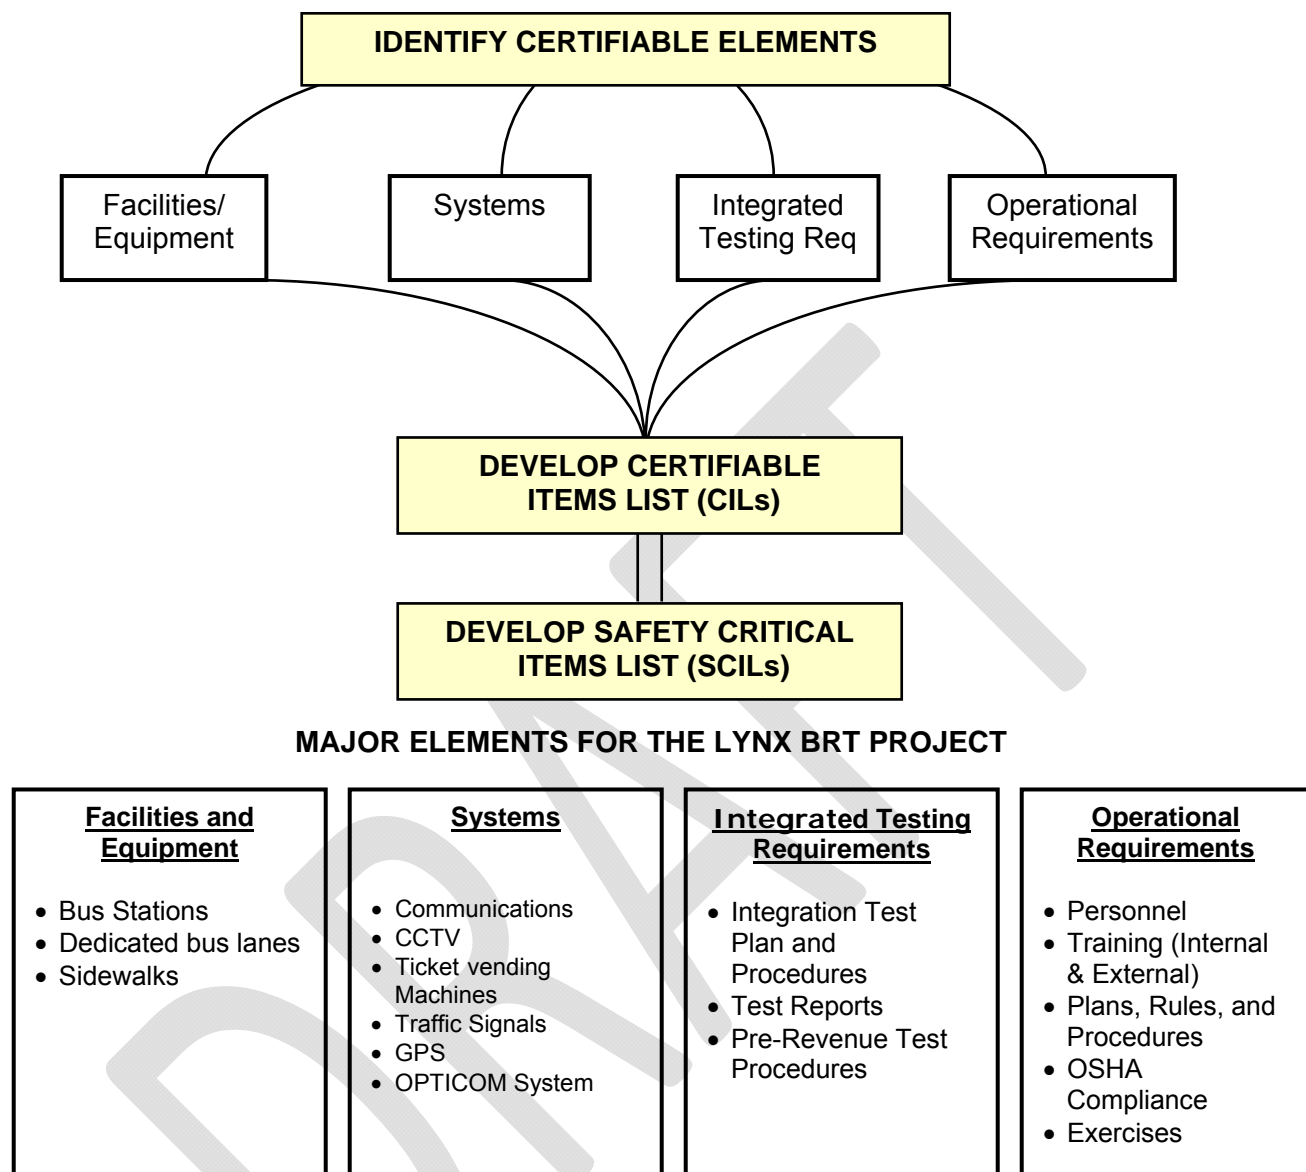 IDENTIFY CERTIFIABLE ELEMENTS
Facilities/
Equipment
Systems
Integrated
Testing Req
Operational
Requirements
DEVELOP CERTIFIABLE
ITEMS LIST (CILs)
DEVELOP SAFETY CRITICAL
ITEMS LIST (SCILs)
MAJOR ELEMENTS FOR THE LYNX BRT PROJECT
Facilities and
Equipment
• Bus Stations
• Dedicated bus lanes
• Sidewalks
Systems
• Communications
• CCTV
• Ticket vending
Machines
• Traffic Signals
• GPS
• OPTICOM System
Integrated Testing
Requirements
• Integration Test
Plan and
Procedures
• Test Reports
• Pre-Revenue Test
Procedures
Operational
Requirements
• Personnel
• Training (Internal
& External)
• Plans, Rules, and
Procedures
• OSHA
Compliance
• Exercises
DRAFT